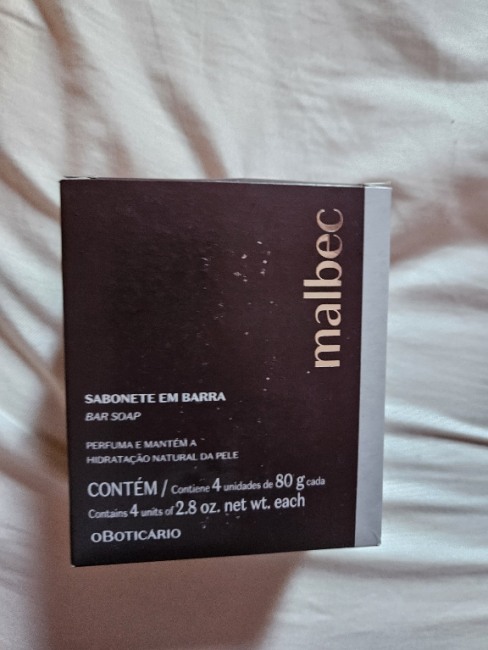 malbec
SABONETE EM BARRA
BAR SOAP
PERFUMA E MANTÉM A
HIDRATAÇÃO NATURAL DA PELE
CONTÉM / Contiene 4 unidades de 80 g cada
Contains 4 units of 2.8 oz. net wt. each
oBOTICÁRIO